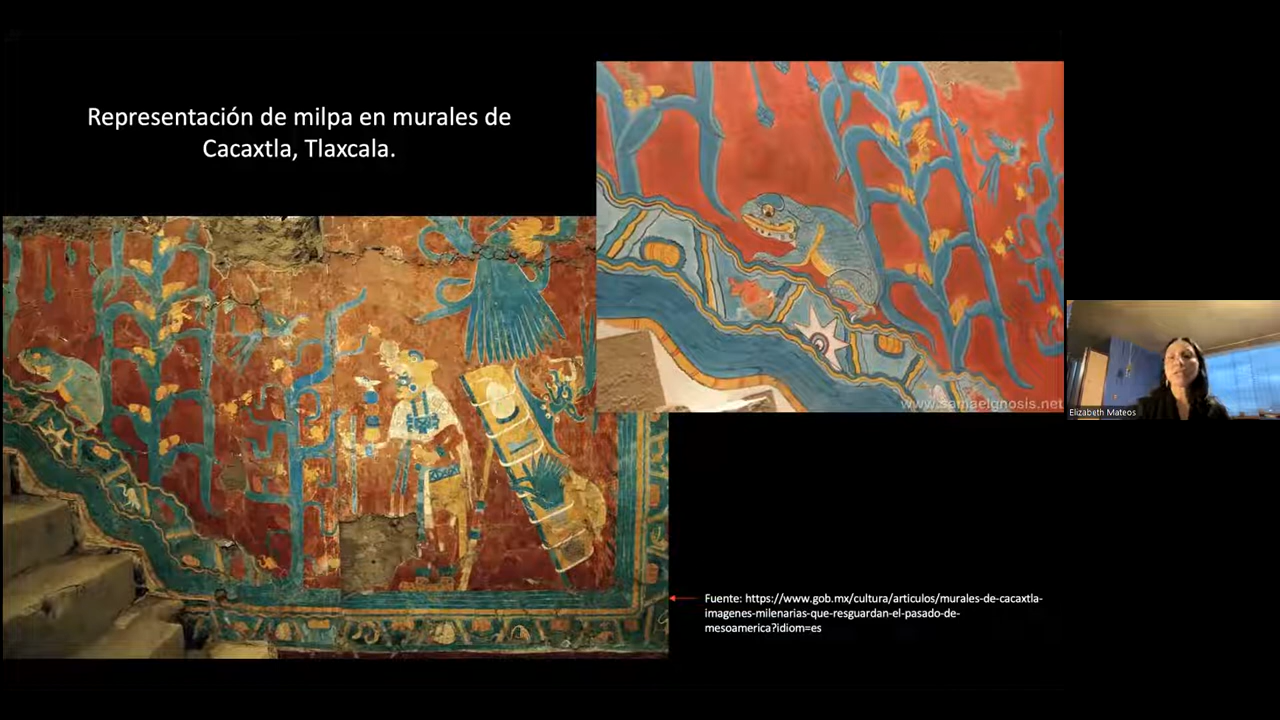 Representación de milpa en murales de
Cacaxtla, Tlaxcala.
www.samaelgnosis.net
Elizabeth Mateos
Fuente: https://www.gob.mx/cultura/articulos/murales-de-cacaxtla-
imagenes-milenarias-que-resguardan-el-pasado-de-
mesoamerica?idiom=es